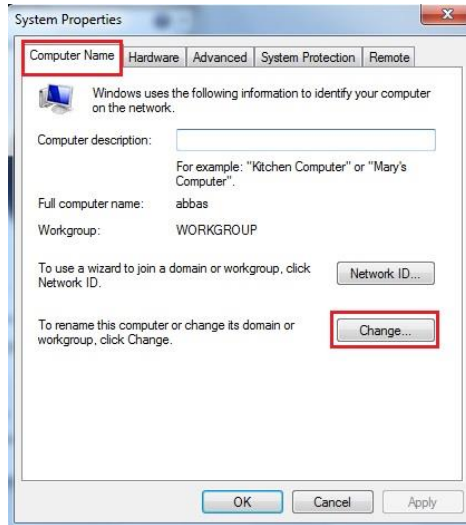 System Properties
Computer Name Hardware Advanced System Protection Remote
Windows uses the following information to identify your computer
on the network.
Computer description:
For example: "Kitchen Computer" or "Mary's
Computer".
Full computer name: abbas
Workgroup: WORKGROUP
To use a wizard to join a domain or workgroup, click
Network ID.
Network ID...
To rename this computer or change its domain or
workgroup, click Change.
Change...
OK Cancel Apply